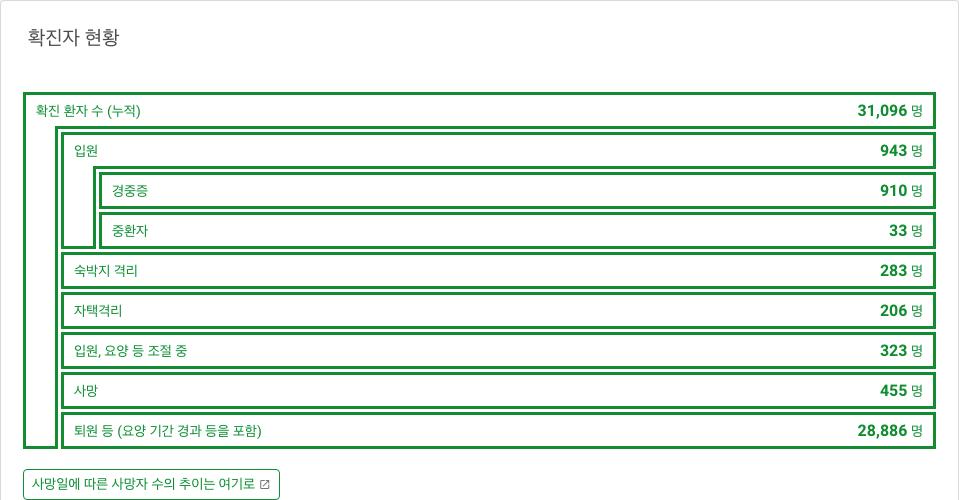 확진자 현황
확진 환자 수 (누적) 31,096 명
입원 943 명
경중증 910 명
중환자 33 명
숙박지 격리 283 명
자택격리 206 명
입원, 요양 등 조절 중 323 명
사망 455 명
퇴원 등 (요양 기간 경과 등을 포함) 28,886 명
사망일에 따른 사망자 수의 추이는 여기로